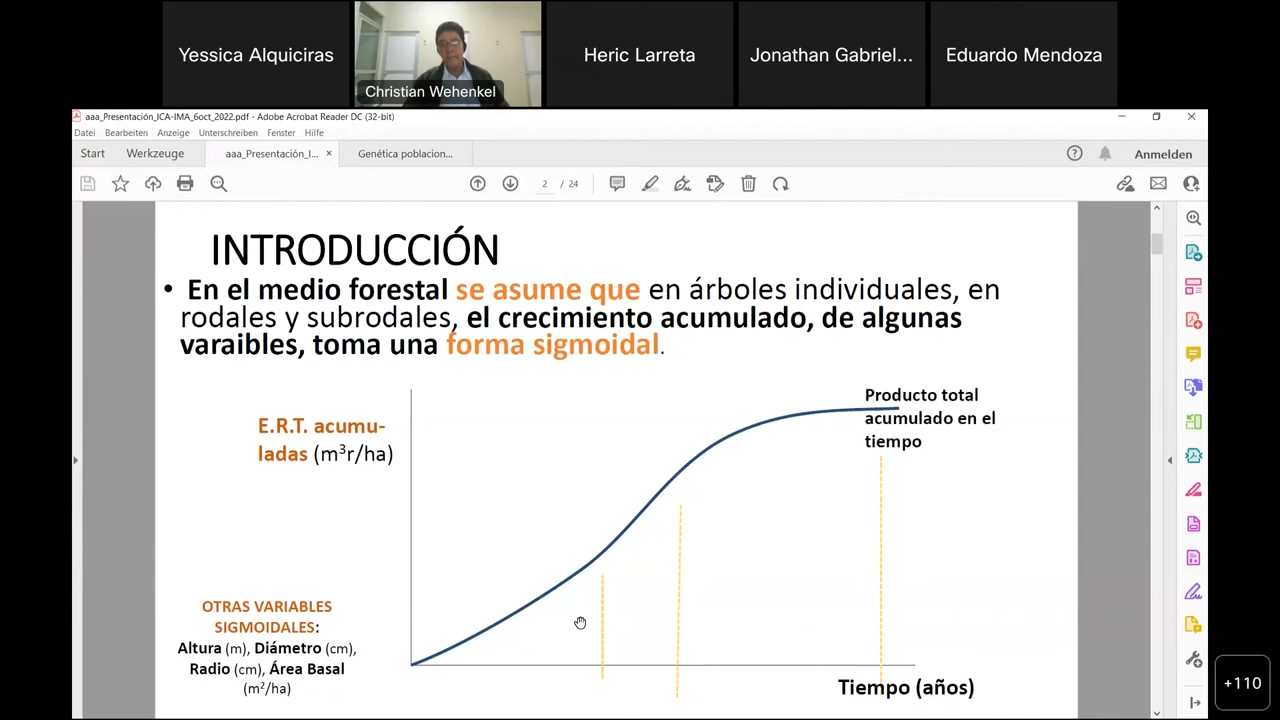 Yessica Alquiciras
Christian Wehenkel
Heric Larreta
Jonathan Gabriel...
Eduardo Mendoza
aaa_Presentación_ICA-IMA_6oct_2022.pdf - Adobe Acrobat Reader DC (32-bit)
Datei Bearbeiten Anzeige Unterschreiben Fenster Hilfe
Start Werkzeuge aaa_Presentación_I... × Genética poblacion... Anmelden
2 / 24
INTRODUCCIÓN
• En el medio forestal se asume que en árboles individuales, en
rodales y subrodales, el crecimiento acumulado, de algunas
varaibles, toma una forma sigmoidal.
E.R.T. acumu-
ladas (m³r/ha)
Producto total
acumulado en el
tiempo
OTRAS VARIABLES
SIGMOIDALES:
Altura (m), Diámetro (cm),
Radio (cm), Área Basal
(m²/ha)
Tiempo (años)
+110